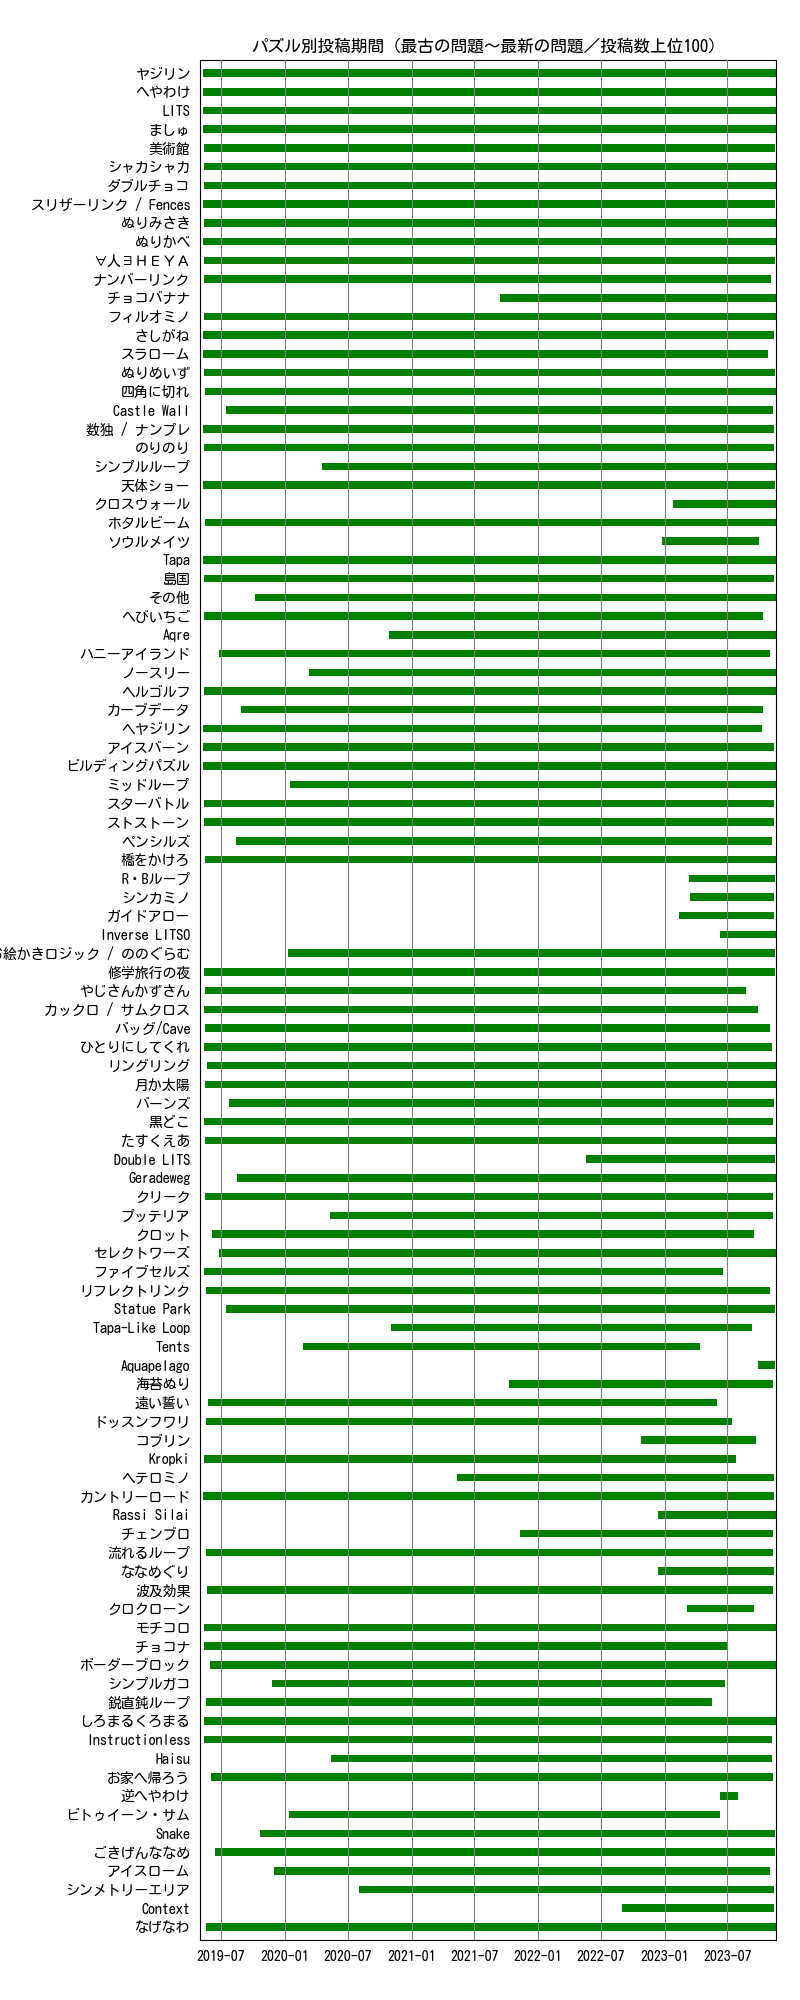 パズル別投稿期間（最古の問題～最新の問題／投稿数上位100）
ヤジリン
へやわけ
LITS
ましゅ
美術館
シャカシャカ
ダブルチョコ
スリザーリンク / Fences
ぬりみさき
ぬりかべ
∀人∃ＨＥＹＡ
ナンバーリンク
チョコバナナ
フィルオミノ
さしがね
スラローム
ぬりめいず
四角に切れ
Castle Wall
数独 / ナンプレ
のりのり
シンプルループ
天体ショー
クロスウォール
ホタルビーム
ソウルメイツ
Tapa
島国
その他
へびいちご
Aqre
ハニーアイランド
ノースリー
ヘルゴルフ
カーブデータ
ヘヤジリン
アイスバーン
ビルディングパズル
ミッドループ
スターバトル
ストストーン
ペンシルズ
橋をかけろ
R・Bループ
シンカミノ
ガイドアロー
Inverse LITSO
絵かきロジック / ののぐらむ
修学旅行の夜
やじさんかずさん
カックロ / サムクロス
バッグ/Cave
ひとりにしてくれ
リングリング
月か太陽
バーンズ
黒どこ
たすくえあ
Double LITS
Geradeweg
クリーク
プッテリア
クロット
セレクトワーズ
ファイブセルズ
リフレクトリンク
Statue Park
Tapa-Like Loop
Tents
Aquapelago
海苔ぬり
遠い誓い
ドッスンフワリ
コブリン
Kropki
ヘテロミノ
カントリーロード
Rassi Silai
チェンブロ
流れるループ
ななめぐり
波及効果
クロクローン
モチコロ
チョコナ
ボーダーブロック
シンプルガコ
鋭直鈍ループ
しろまるくろまる
Instructionless
Haisu
お家へ帰ろう
逆へやわけ
ビトゥイーン・サム
Snake
ごきげんななめ
アイスローム
シンメトリーエリア
Context
なげなわ
2019-07 2020-01 2020-07 2021-01 2021-07 2022-01 2022-07 2023-01 2023-07